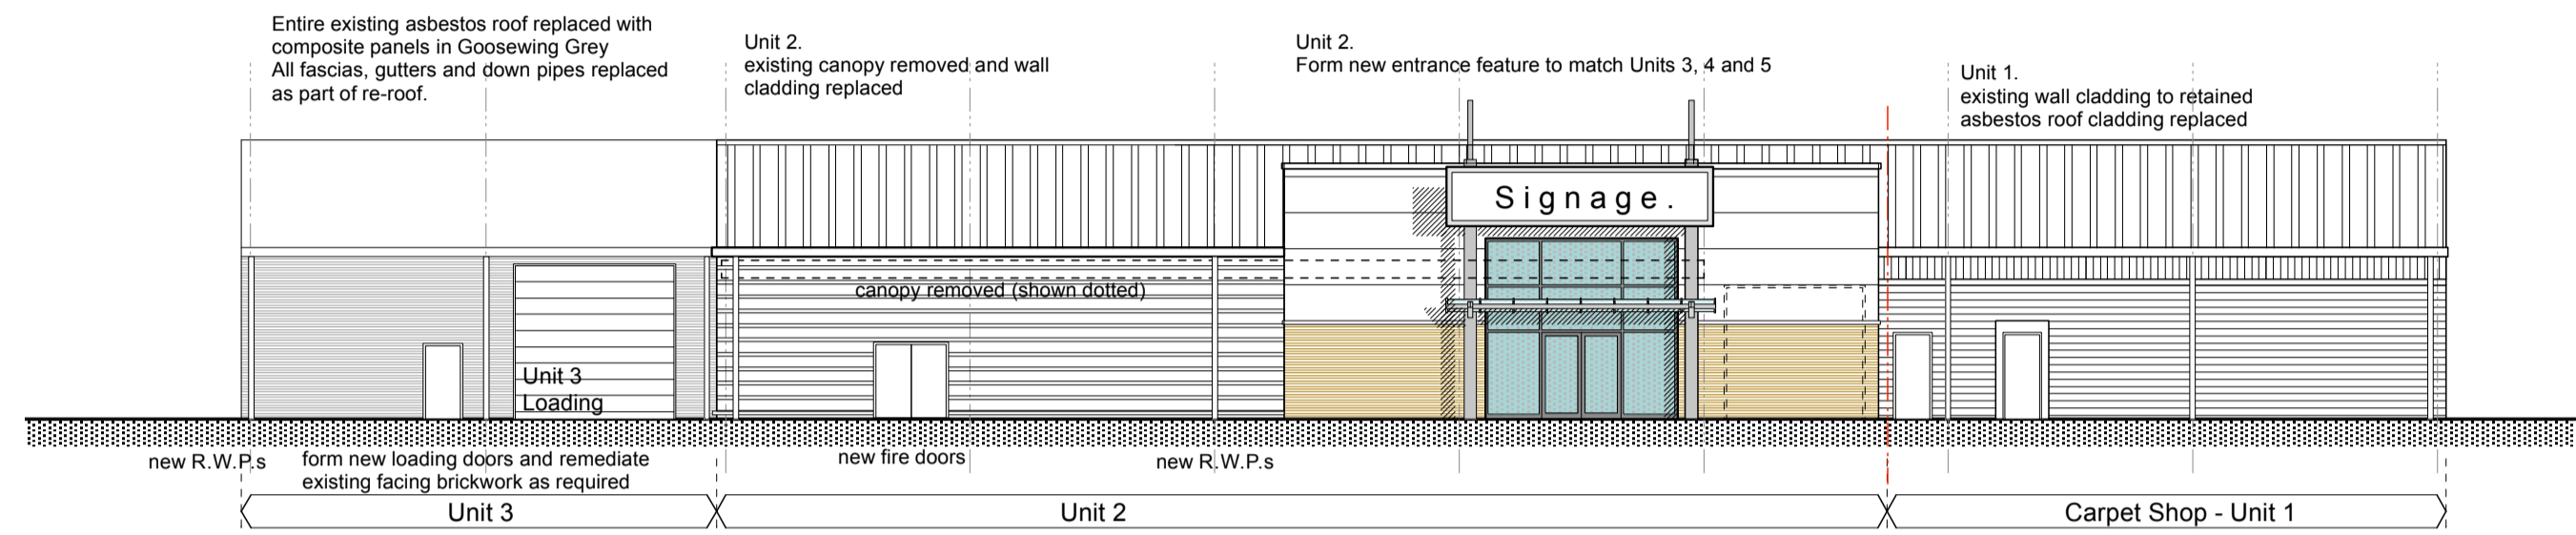 Entire existing asbestos roof replaced with
composite panels in Goosewing Grey
All fascias, gutters and down pipes replaced
as part of re-roof.
Unit 2.
existing canopy removed and wall
cladding replaced
Unit 2.
Form new entrance feature to match Units 3, 4 and 5
Unit 1.
existing wall cladding to retained
asbestos roof cladding replaced
Signage.
canopy removed (shown dotted)
Unit 3
Loading
new R.W.P.s
form new loading doors and remediate
existing facing brickwork as required
new fire doors
new R.W.P.s
Unit 3
Unit 2
Carpet Shop - Unit 1